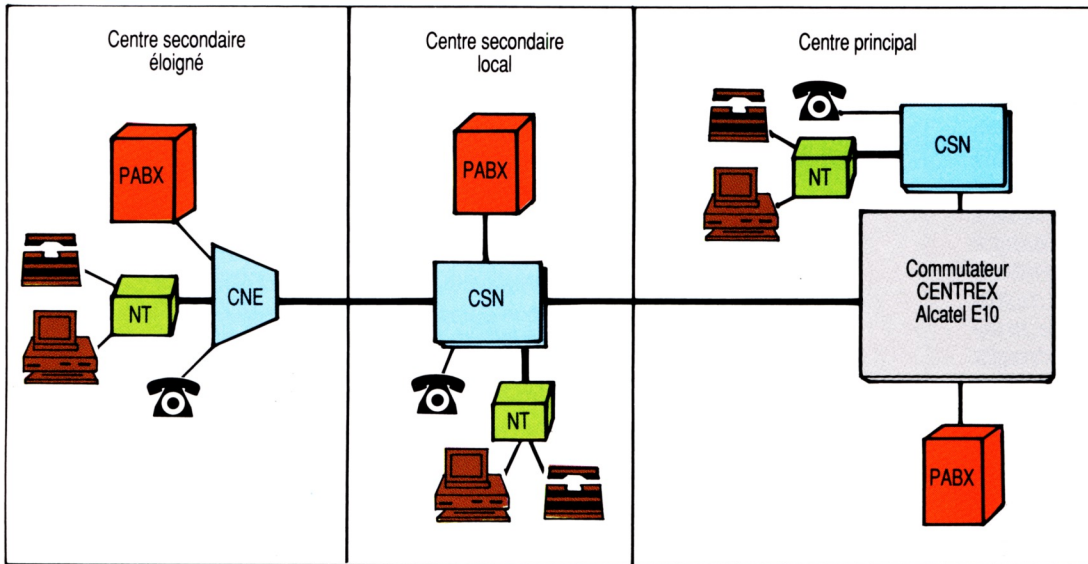 Centre secondaire
éloigné
PABX
NT
CNE
Centre secondaire
local
PABX
CSN
NT
Centre principal
CSN
NT
Commutateur
CENTREX
Alcatel E10
PABX